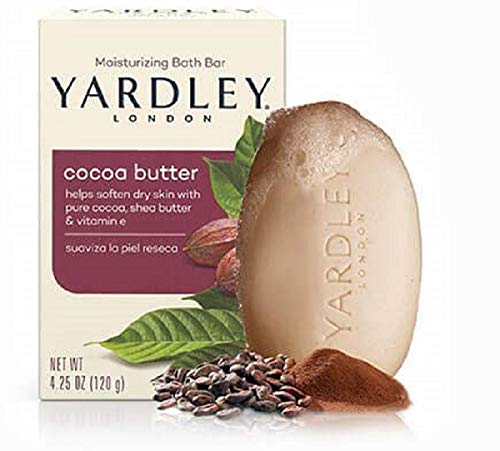 Moisturizing Bath Bar
YARDLEY
LONDON
cocoa butter
helps soften dry skin with
pure cocoa, shea butter
& vitamin e
suaviza la piel reseca
NET WT
4.25 OZ (120 g)
YARDLEY
LONDON